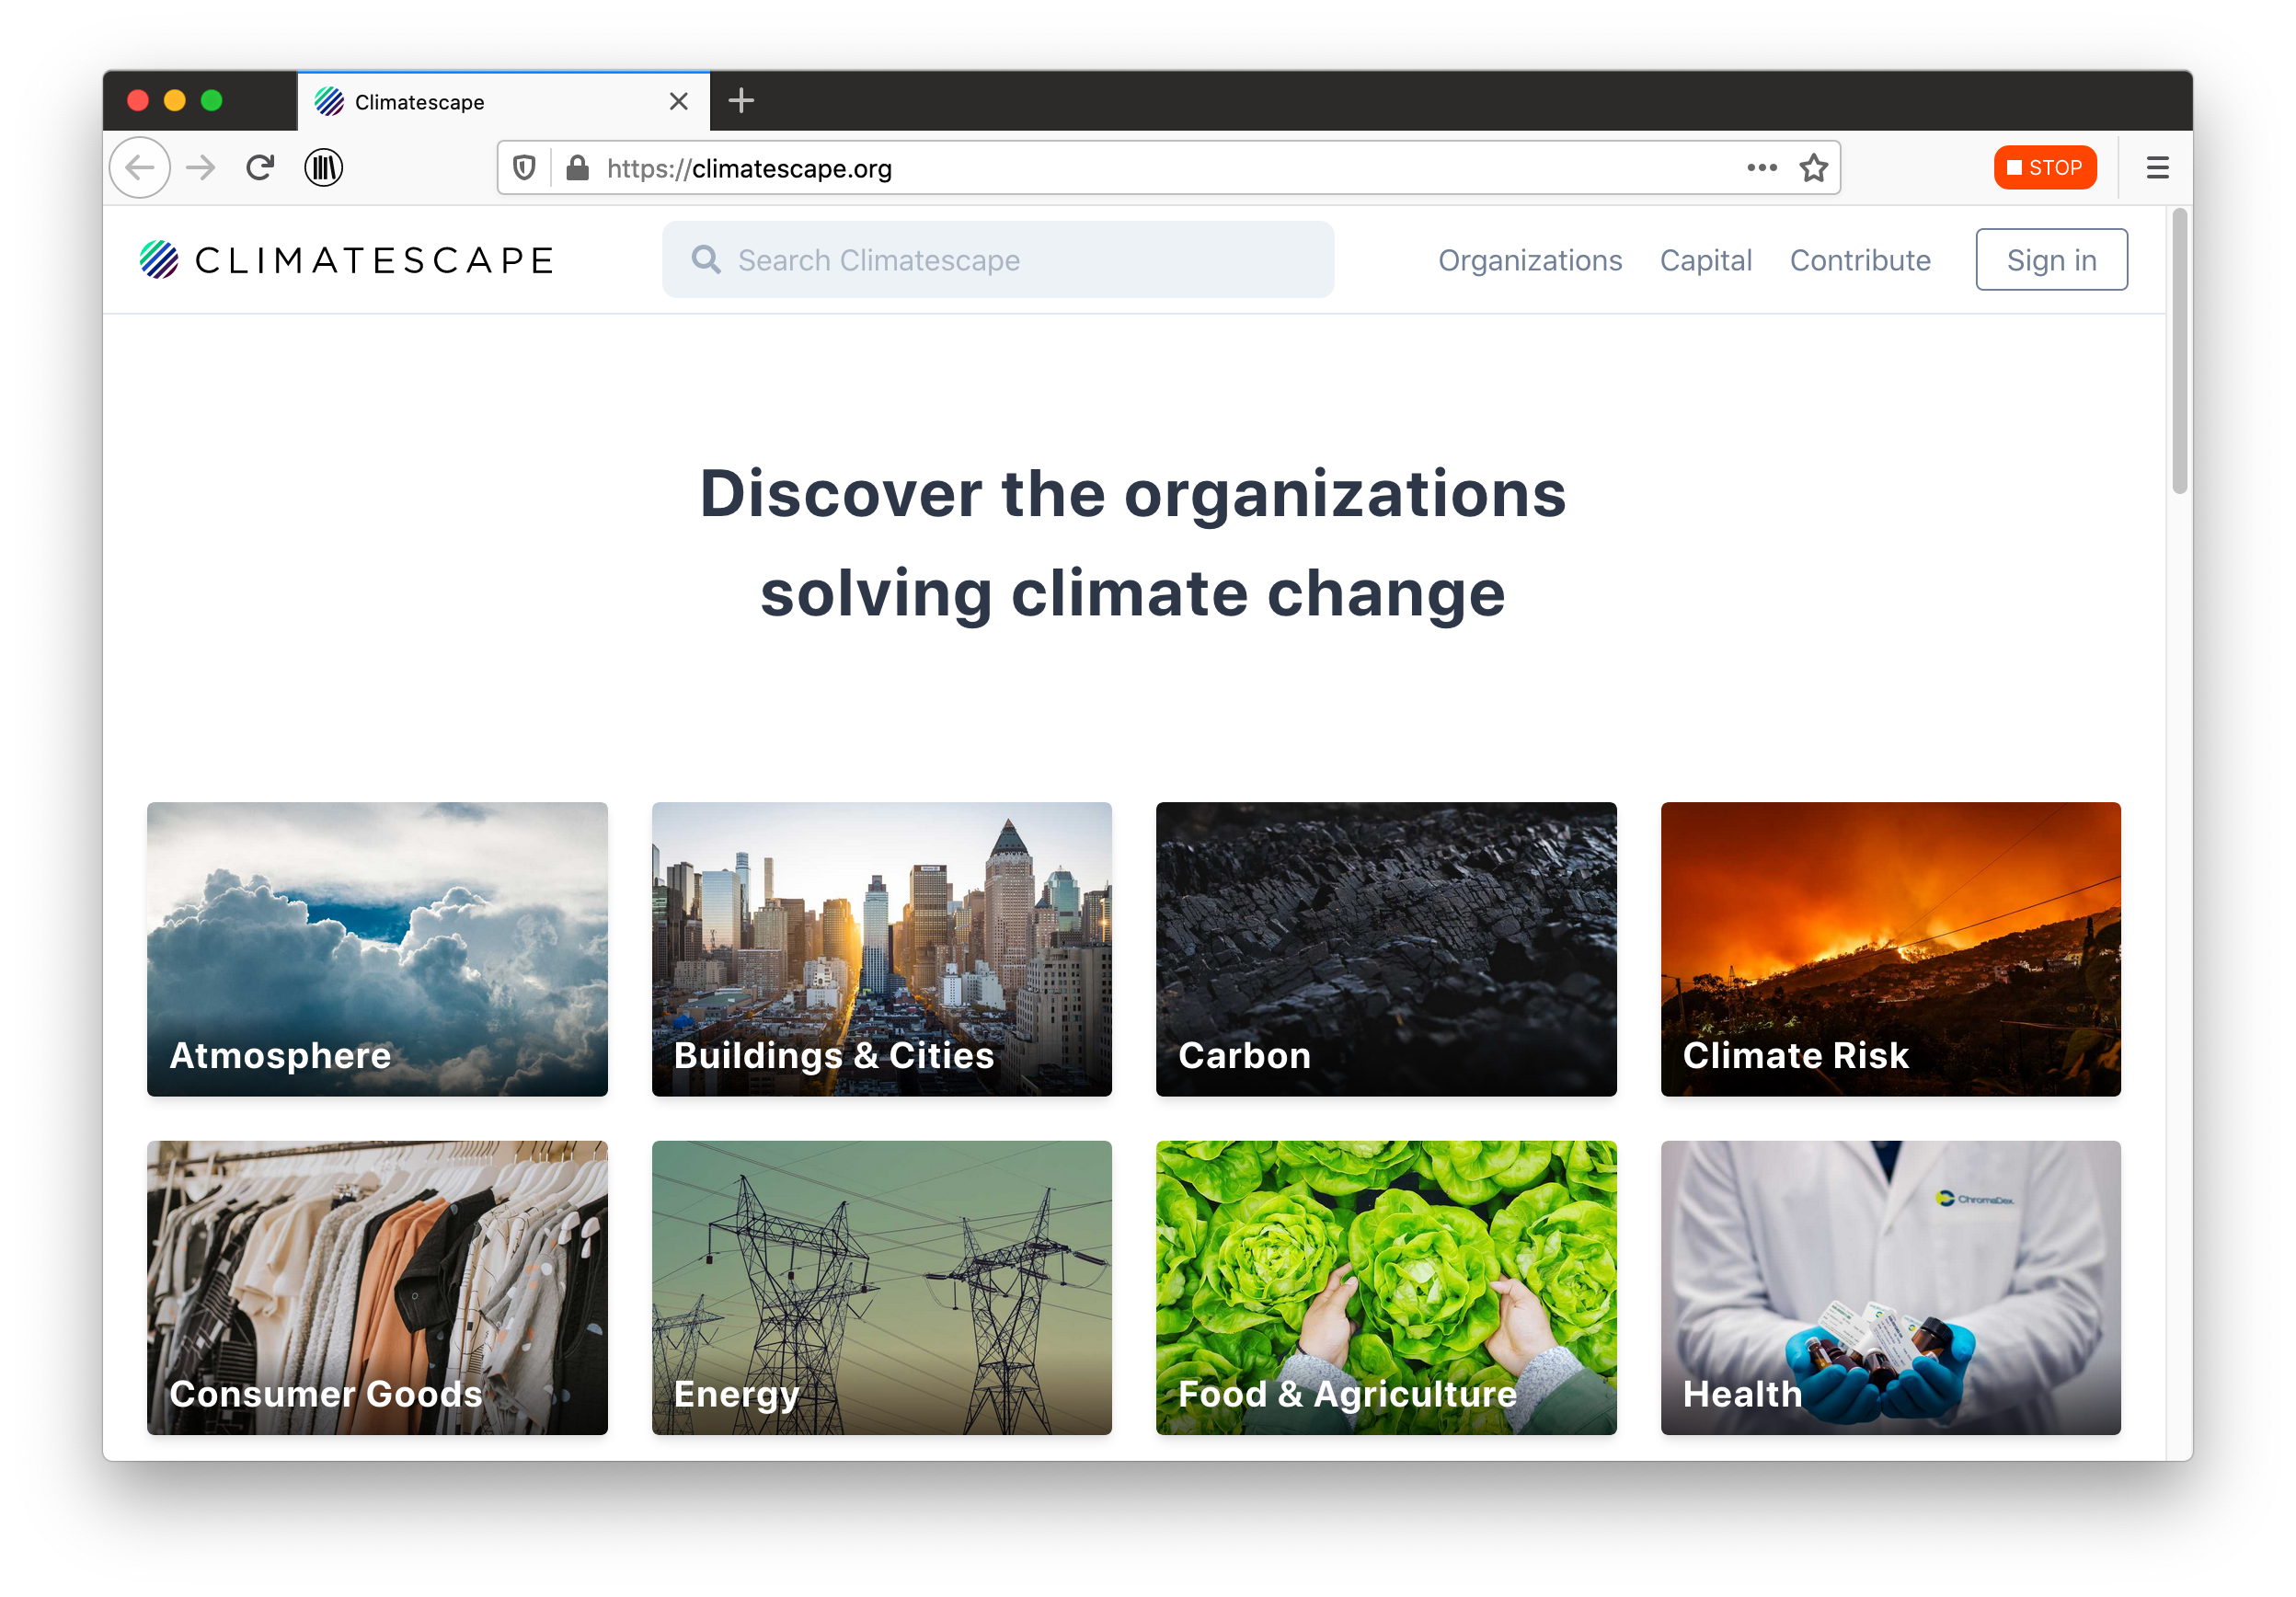 Climatescape
https://climatescape.org
STOP
CLIMATESCAPE
Search Climatescape
Organizations
Capital
Contribute
Sign in
Discover the organizations
solving climate change
Atmosphere
Buildings & Cities
Carbon
Climate Risk
ChromaDex
Consumer Goods
Energy
Food & Agriculture
Health